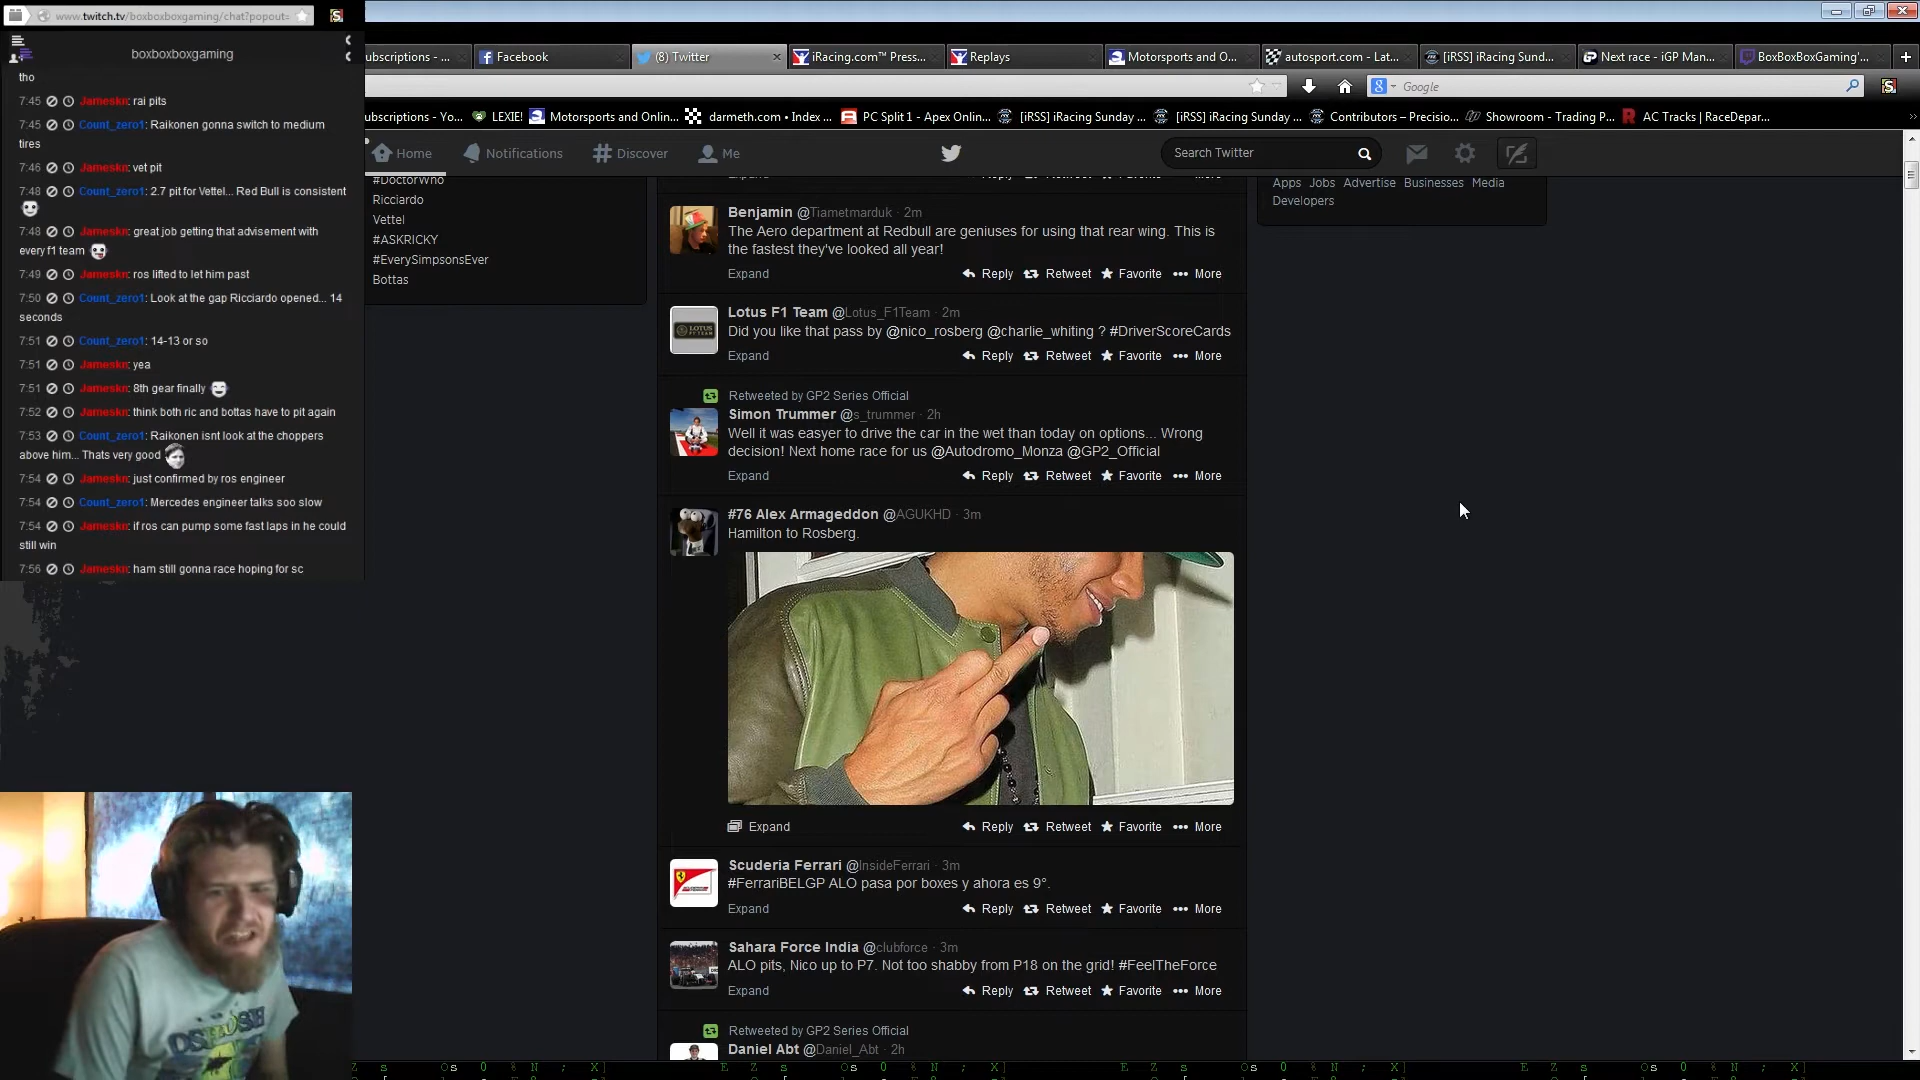 www.twitch.tv/boxboxboxgaming/chat?popout=
boxboxboxgaming
tho
7:45 Jameskn: rai pits
7:45 Count_zero1: Raikonen gonna switch to medium
tires
7:46 Jameskn: vet pit
7:48 Count_zero1: 2.7 pit for Vettel... Red Bull is consistent
7:48 Jameskn: great job getting that advisement with
every f1 team
7:49 Jameskn: ros lifted to let him past
7:50 Count_zero1: Look at the gap Ricciardo opened... 14
seconds
7:51 Count_zero1: 14-13 or so
7:51 Jameskn: yea
7:51 Jameskn: 8th gear finally
7:52 Jameskn: think both ric and bottas have to pit again
7:53 Count_zero1: Raikonen isnt look at the choppers
above him... Thats very good
7:54 Jameskn: just confirmed by ros engineer
7:54 Count_zero1: Mercedes engineer talks soo slow
7:54 Jameskn: if ros can pump some fast laps in he could
still win
7:56 Jameskn: ham still gonna race hoping for sc
ubscriptions - ...
Facebook
(8) Twitter
iRacing.com™ Press...
Replays
Motorsports and O...
autosport.com - Lat...
[iRSS] iRacing Sund...
Next race - iGP Man...
BoxBoxBoxGaming'...
Google
ubscriptions - Yo...
LEXIE!
Motorsports and Onlin...
darmeth.com • Index ...
PC Split 1 - Apex Onlin...
[iRSS] iRacing Sunday ...
[iRSS] iRacing Sunday ...
Contributors – Precisio...
Showroom - Trading P...
AC Tracks | RaceDepar...
Home
Notifications
Discover
Me
Search Twitter
#DoctorWho
Ricciardo
Vettel
#ASKRICKY
#EverySimpsonsEver
Bottas
Apps Jobs Advertise Businesses Media
Developers
Expand Reply Retweet Favorite More
Benjamin @Tiametmarduk · 2m
The Aero department at Redbull are geniuses for using that rear wing. This is
the fastest they've looked all year!
Expand Reply Retweet Favorite More
Lotus F1 Team @Lotus_F1Team · 2m
Did you like that pass by @nico_rosberg @charlie_whiting ? #DriverScoreCards
Expand Reply Retweet Favorite More
Retweeted by GP2 Series Official
Simon Trummer @s_trummer · 2h
Well it was easyer to drive the car in the wet than today on options... Wrong
decision! Next home race for us @Autodromo_Monza @GP2_Official
Expand Reply Retweet Favorite More
#76 Alex Armageddon @AGUKHD · 3m
Hamilton to Rosberg.
Expand Reply Retweet Favorite More
Scuderia Ferrari @InsideFerrari · 3m
#FerrariBELGP ALO pasa por boxes y ahora es 9°.
Expand Reply Retweet Favorite More
Sahara Force India @clubforce · 3m
ALO pits, Nico up to P7. Not too shabby from P18 on the grid! #FeelTheForce
Expand Reply Retweet Favorite More
Retweeted by GP2 Series Official
Daniel Abt @Daniel_Abt · 2h